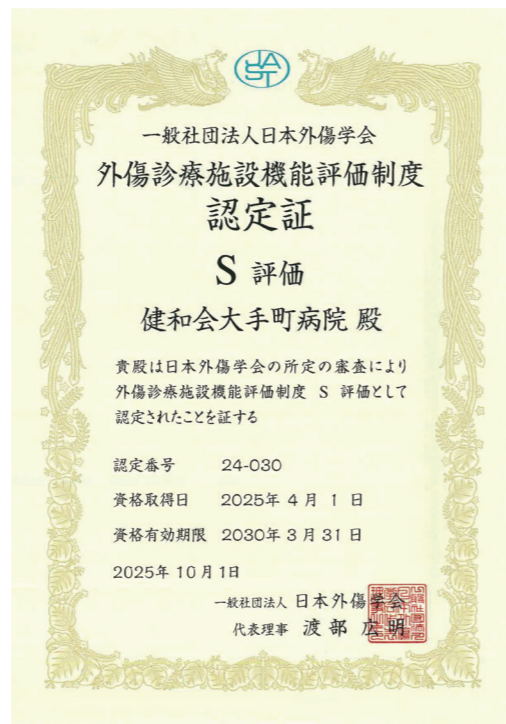 JAST
一般社団法人日本外傷学会
外傷診療施設機能評価制度
認定証
S 評価
健和会大手町病院 殿
貴殿は日本外傷学会の所定の審査により
外傷診療施設機能評価制度 S 評価として
認定されたことを証する
認定番号 24-030
資格取得日 2025年 4 月 1 日
資格有効期限 2030年 3 月 31 日
2025年 10 月 1日
一般社団法人 日本外傷学会
代表理事 渡部 広明